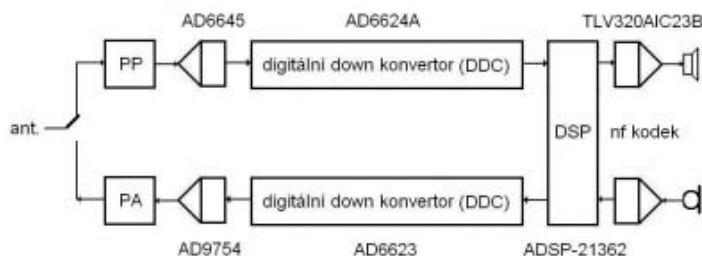 AD6645
AD6624A
TLV320AIC23B
PP
digitální down konvertor (DDC)
ant.
DSP
nf kodek
PA
digitální down konvertor (DDC)
AD9754
AD6623
ADSP-21362